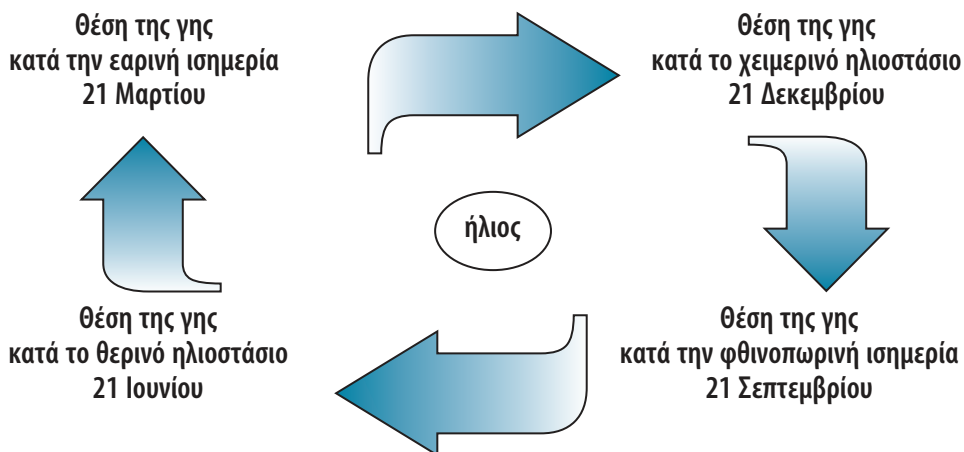 Θέση της γης
κατά την εαρινή ισημερία
21 Μαρτίου
Θέση της γης
κατά το χειμερινό ηλιοστάσιο
21 Δεκεμβρίου
ήλιος
Θέση της γης
κατά το θερινό ηλιοστάσιο
21 Ιουνίου
Θέση της γης
κατά την φθινοπωρινή ισημερία
21 Σεπτεμβρίου